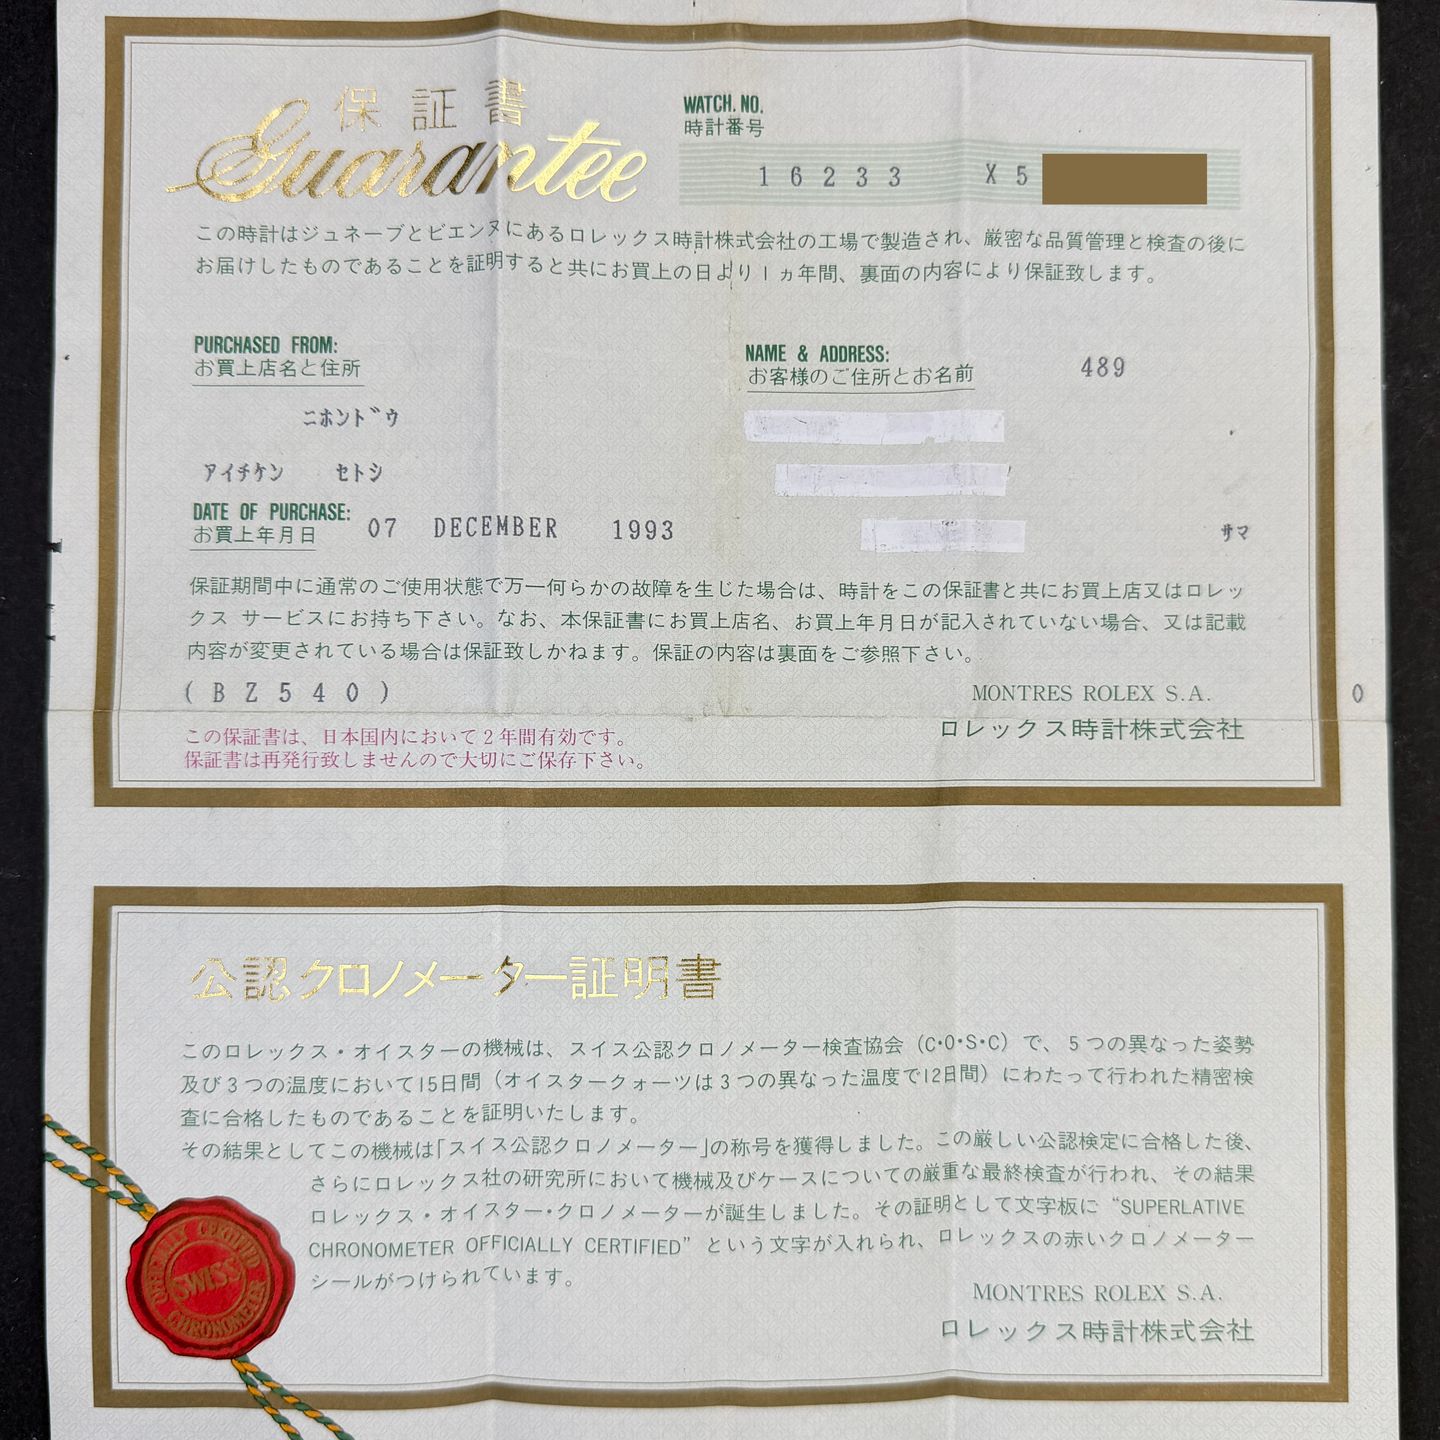 保証書
Guarantee
WATCH. NO.
時計番号
16233 X5
この時計はジュネーブとビエンヌにあるロレックス時計株式会社の工場で製造され、厳密な品質管理と検査の後に
お届けしたものであることを証明すると共にお買上の日より1ヵ年間、裏面の内容により保証致します。
PURCHASED FROM:
お買上店名と住所
ニホンドウ
アイチケン セトシ
NAME & ADDRESS:
お客様のご住所とお名前
489
サマ
DATE OF PURCHASE:
お買上年月日
07 DECEMBER 1993
保証期間中に通常のご使用状態で万一何らかの故障を生じた場合は、時計をこの保証書と共にお買上店又はロレッ
クス サービスにお持ち下さい。なお、本保証書にお買上店名、お買上年月日が記入されていない場合、又は記載
内容が変更されている場合は保証致しかねます。保証の内容は裏面をご参照下さい。
(BZ540)
MONTRES ROLEX S.A.
0
ロレックス時計株式会社
この保証書は、日本国内において2年間有効です。
保証書は再発行致しませんので大切にご保存下さい。
公認クロノメーター証明書
このロレックス・オイスターの機械は、スイス公認クロノメーター検査協会（C・O・S・C）で、5つの異なった姿勢
及び3つの温度において15日間（オイスタークォーツは3つの異なった温度で12日間）にわたって行われた精密検
査に合格したものであることを証明いたします。
その結果としてこの機械は「スイス公認クロノメーター」の称号を獲得しました。この厳しい公認検定に合格した後、
さらにロレックス社の研究所において機械及びケースについての厳重な最終検査が行われ、その結果
ロレックス・オイスター・クロノメーターが誕生しました。その証明として文字板に “SUPERLATIVE
CHRONOMETER OFFICIALLY CERTIFIED” という文字が入れられ、ロレックスの赤いクロノメーター
シールがつけられています。
MONTRES ROLEX S.A.
ロレックス時計株式会社
OFFICIALLY CERTIFIED
SWISS
CHRONOMETER